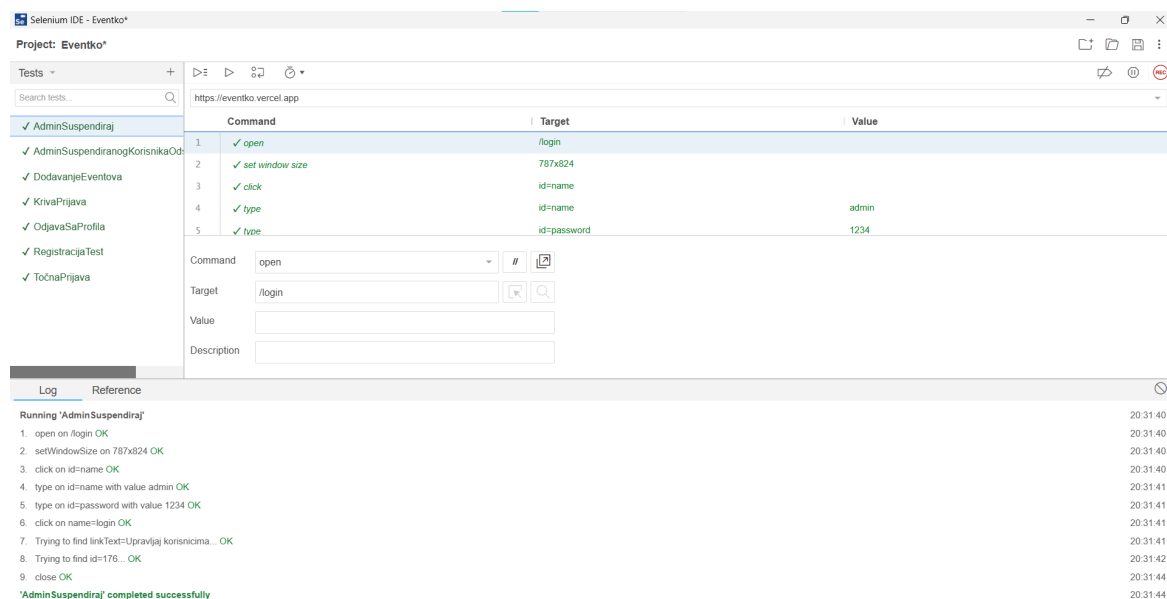 Selenium IDE - Eventko*
Project: Eventko*
Tests
Search tests...
https://eventko.vercel.app
✓ AdminSuspendiraj
✓ AdminSuspendiranogKorisnikaOds
✓ DodavanjeEventova
✓ KrivaPrijava
✓ OdjavaSaProfila
✓ RegistracijaTest
✓ TočnaPrijava
Command Target Value
1 ✓ open /login
2 ✓ set window size 787x824
3 ✓ click id=name
4 ✓ type id=name admin
5 ✓ type id=password 1234
Command open //
Target /login
Value
Description
REC
Log Reference
Running 'AdminSuspendiraj' 20:31:40
1. open on /login OK 20:31:40
2. setWindowSize on 787x824 OK 20:31:40
3. click on id=name OK 20:31:40
4. type on id=name with value admin OK 20:31:41
5. type on id=password with value 1234 OK 20:31:41
6. click on name=login OK 20:31:41
7. Trying to find linkText=Upravljaj korisnicima... OK 20:31:41
8. Trying to find id=176... OK 20:31:42
9. close OK 20:31:44
'AdminSuspendiraj' completed successfully 20:31:44